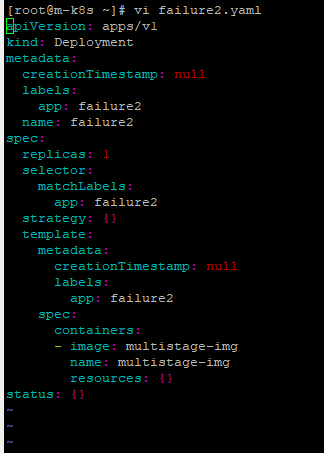 [root@m-k8s ~]# vi failure2.yaml
apiVersion: apps/v1
kind: Deployment
metadata:
  creationTimestamp: null
  labels:
    app: failure2
  name: failure2
spec:
  replicas: 1
  selector:
    matchLabels:
      app: failure2
  strategy: {}
  template:
    metadata:
      creationTimestamp: null
      labels:
        app: failure2
    spec:
      containers:
      - image: multistage-img
        name: multistage-img
        resources: {}
status: {}
~
~
~